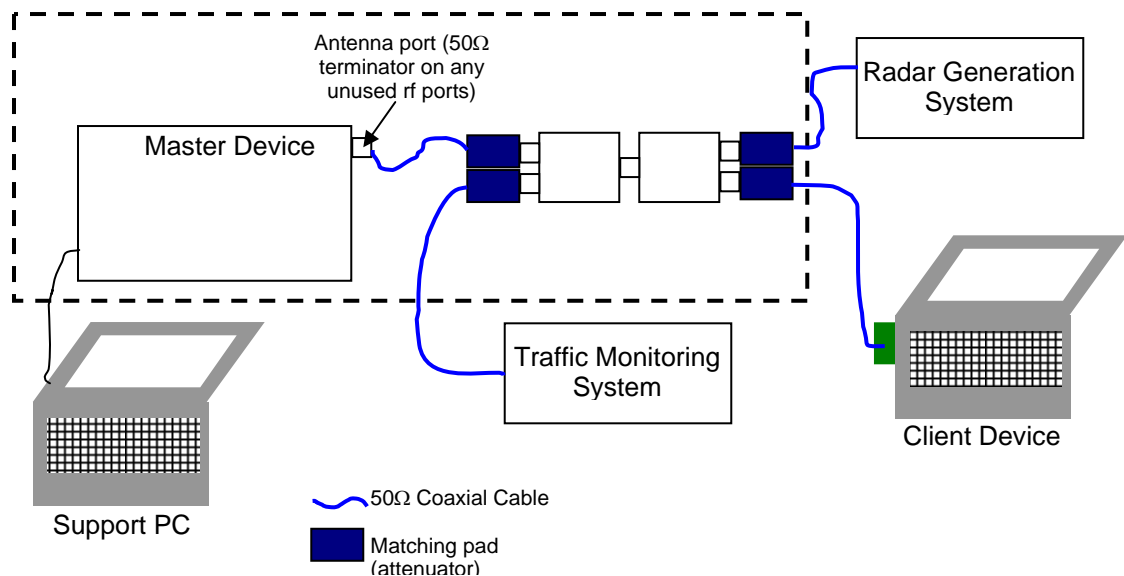 Antenna port (50Ω
terminator on any
unused rf ports)
Radar Generation
System
Master Device
Traffic Monitoring
System
Client Device
Support PC
50Ω Coaxial Cable
Matching pad
(attenuator)